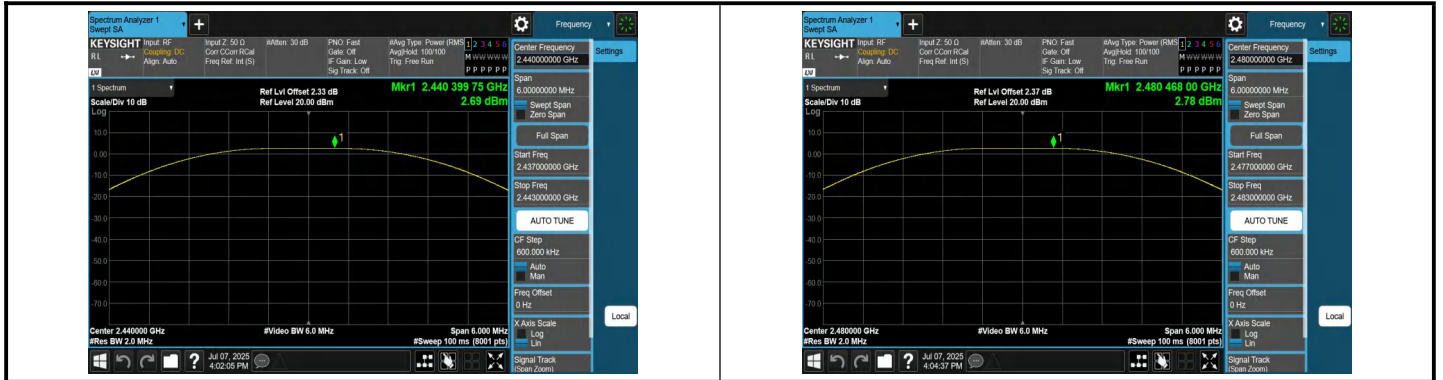 Spectrum Analyzer 1
Swept SA
Frequency
KEYSIGHT
Input: RF
Input Z: 50 Ω
#Atten: 30 dB
PNO: Fast
#Avg Type: Power (RMS
1 2 3 4 5 6
RL
Coupling: DC
Corr CCorr RCal
Gate: Off
Avg|Hold: 100/100
M W W W W W
Align: Auto
Freq Ref: Int (S)
IF Gain: Low
Trig: Free Run
Sig Track: Off
P P P P P P
LXI
Center Frequency
2.440000000 GHz
Settings
Span
6.00000000 MHz
Swept Span
Zero Span
Full Span
Start Freq
2.437000000 GHz
Stop Freq
2.443000000 GHz
AUTO TUNE
CF Step
600.000 kHz
Auto
Man
Freq Offset
0 Hz
X Axis Scale
Log
Lin
Signal Track
(Span Zoom)
Local
1 Spectrum
Scale/Div 10 dB
Log
Ref Lvl Offset 2.33 dB
Ref Level 20.00 dBm
Mkr1 2.440 399 75 GHz
2.69 dBm
1
10.0
0.00
-10.0
-20.0
-30.0
-40.0
-50.0
-60.0
-70.0
Center 2.440000 GHz
#Video BW 6.0 MHz
Span 6.000 MHz
#Res BW 2.0 MHz
#Sweep 100 ms (8001 pts)
?
Jul 07, 2025
4:02:05 PM
Spectrum Analyzer 1
Swept SA
Frequency
KEYSIGHT
Input: RF
Input Z: 50 Ω
#Atten: 30 dB
PNO: Fast
#Avg Type: Power (RMS
1 2 3 4 5 6
RL
Coupling: DC
Corr CCorr RCal
Gate: Off
Avg|Hold: 100/100
M W W W W W
Align: Auto
Freq Ref: Int (S)
IF Gain: Low
Trig: Free Run
Sig Track: Off
P P P P P P
LXI
Center Frequency
2.480000000 GHz
Settings
Span
6.00000000 MHz
Swept Span
Zero Span
Full Span
Start Freq
2.477000000 GHz
Stop Freq
2.483000000 GHz
AUTO TUNE
CF Step
600.000 kHz
Auto
Man
Freq Offset
0 Hz
X Axis Scale
Log
Lin
Signal Track
(Span Zoom)
Local
1 Spectrum
Scale/Div 10 dB
Log
Ref Lvl Offset 2.37 dB
Ref Level 20.00 dBm
Mkr1 2.480 468 00 GHz
2.78 dBm
1
10.0
0.00
-10.0
-20.0
-30.0
-40.0
-50.0
-60.0
-70.0
Center 2.480000 GHz
#Video BW 6.0 MHz
Span 6.000 MHz
#Res BW 2.0 MHz
#Sweep 100 ms (8001 pts)
?
Jul 07, 2025
4:04:37 PM